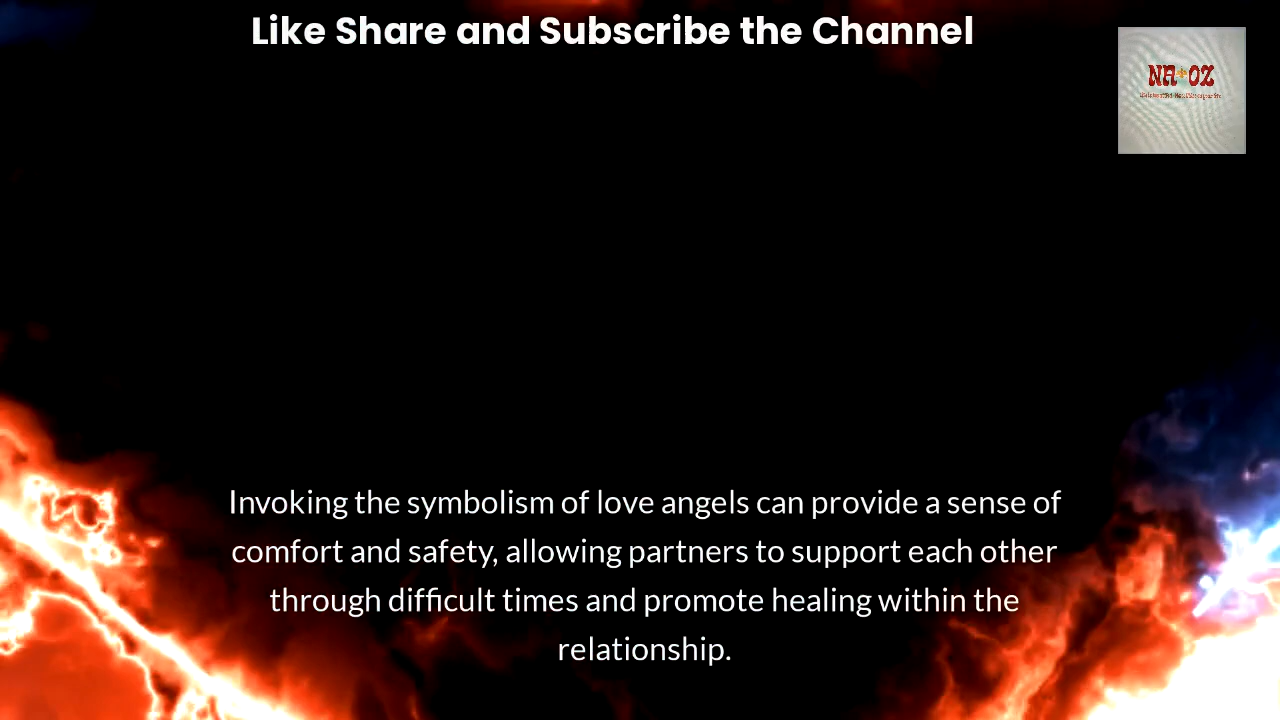 Like Share and Subscribe the Channel
NA OZ
Invoking the symbolism of love angels can provide a sense of
comfort and safety, allowing partners to support each other
through difficult times and promote healing within the
relationship.